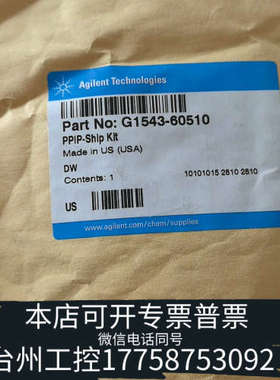 Agilent Technologies
Part No: G1543-60510
PPIP-Ship Kit
Made in US (USA)
DW
Contents: 1
10101015 2810 2810
US
www.agilent.com/chem/supplies
本店可开专票普票
微信电话同号
台州工控17758753092